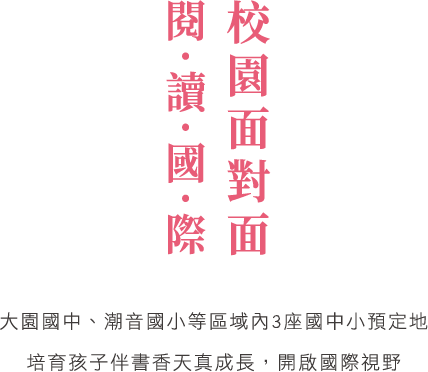 校園面對面
閱·讀·國·際
大園國中、潮音國小等區域內3座國中小預定地
培育孩子伴書香天真成長，開啟國際視野